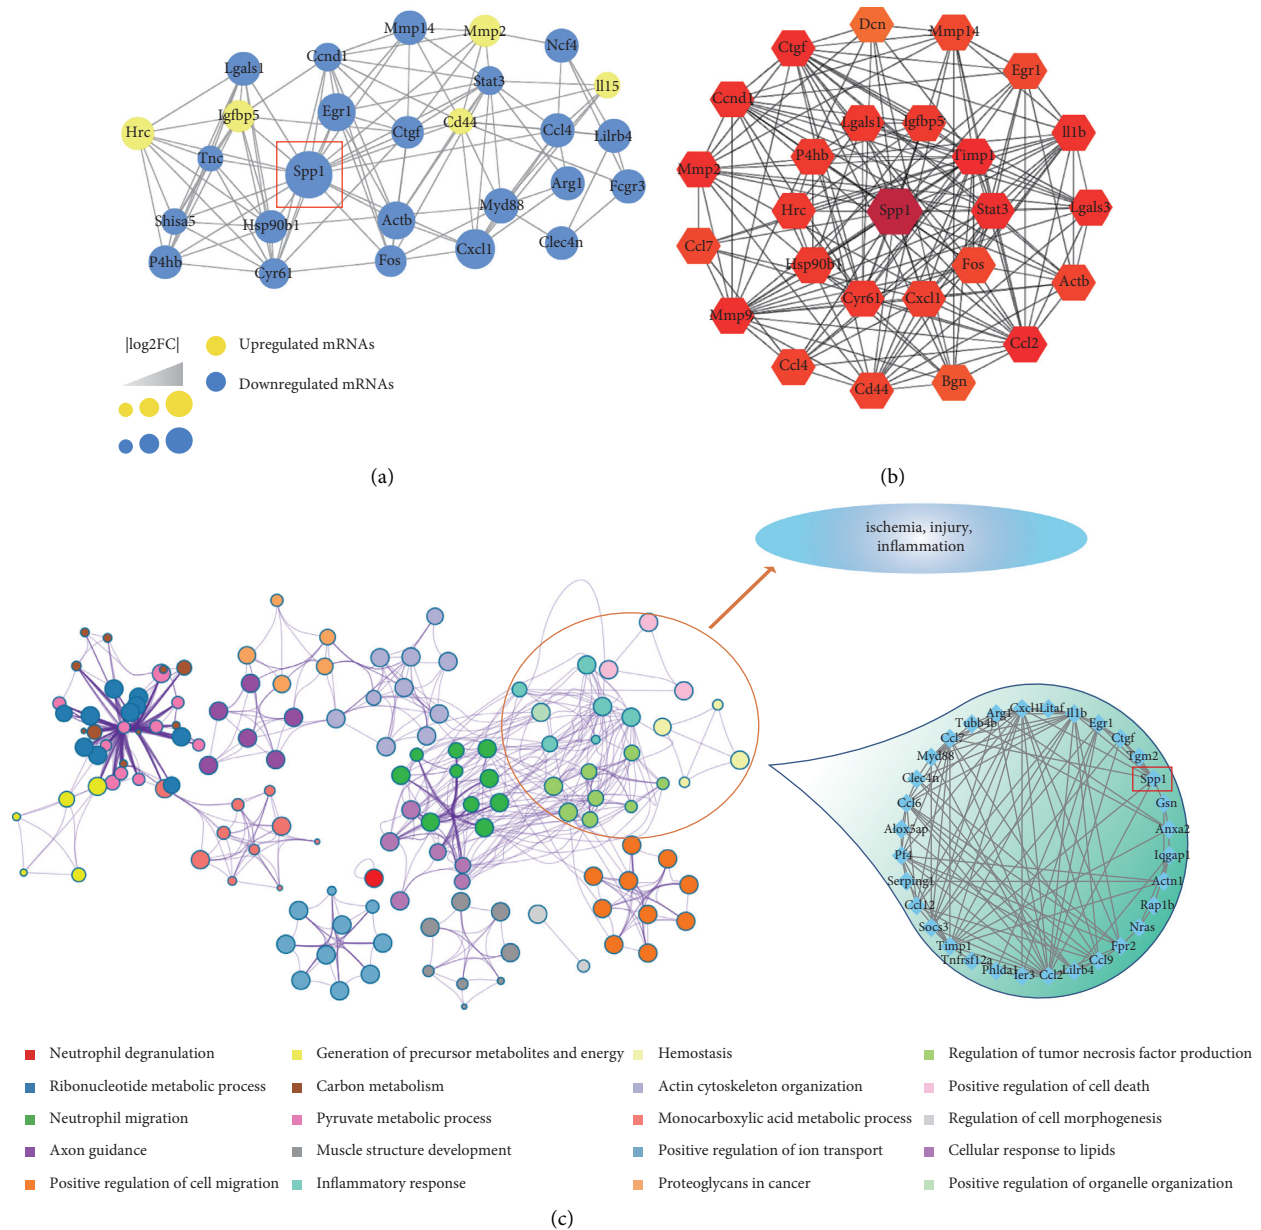 Mmp14
Mmp2
Ncf4
Ccnd1
Lgals1
Stat3
Il15
Igfbp5
Egr1
Cd44
Hrc
Ctgf
Ccl4
Lilrb4
Tnc
Spp1
Arg1
Fcgr3
Shisa5
Hsp90b1
Actb
Myd88
P4hb
Cyr61
Fos
Cxcl1
Clec4n
|log2FC|
Upregulated mRNAs
Downregulated mRNAs
(a)
Dcn
Mmp14
Ctgf
Egr1
Ccnd1
Lgals1
Igfbp5
Il1b
P4hb
Timp1
Mmp2
Hrc
Spp1
Stat3
Lgals3
Ccl7
Hsp90b1
Fos
Actb
Cyr61
Cxcl1
Mmp9
Ccl2
Ccl4
Cd44
Bgn
(b)
ischemia, injury,
inflammation
Arg1
Cxcl1
Litaf
Il1b
Tubb4b
Egr1
Ccl7
Ctgf
Myd88
Tgm2
Clec4n
Spp1
Ccl6
Gsn
Alox5ap
Anxa2
Pf4
Iqgap1
Serping1
Actn1
Ccl12
Rap1b
Socs3
Nras
Timp1
Fpr2
Tnfrsf12a
Ccl9
Phlda1
Ier3
Ccl2
Lilrb4
Neutrophil degranulation
Generation of precursor metabolites and energy
Hemostasis
Regulation of tumor necrosis factor production
Ribonucleotide metabolic process
Carbon metabolism
Actin cytoskeleton organization
Positive regulation of cell death
Neutrophil migration
Pyruvate metabolic process
Monocarboxylic acid metabolic process
Regulation of cell morphogenesis
Axon guidance
Muscle structure development
Positive regulation of ion transport
Cellular response to lipids
Positive regulation of cell migration
Inflammatory response
Proteoglycans in cancer
Positive regulation of organelle organization
(c)